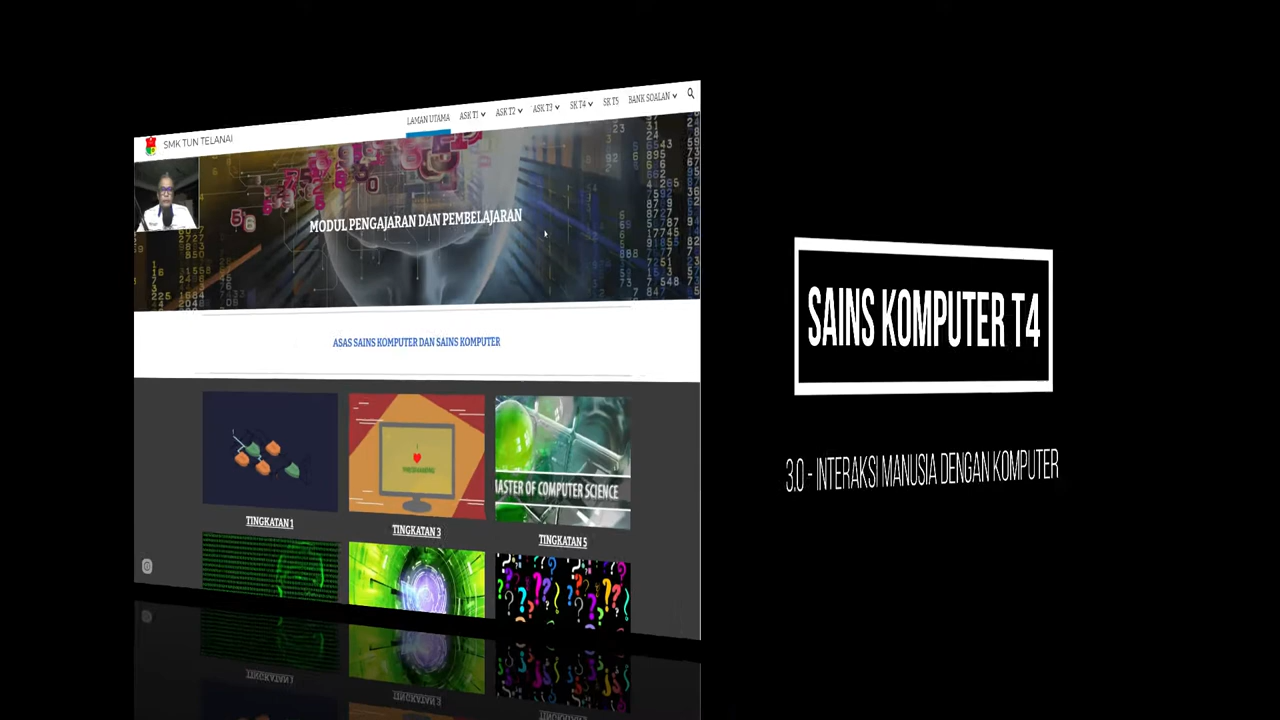 SMK TUN TELANAI
LAMAN UTAMA ASK T1 ASK T2 ASK T3 SK T4 SK T5 BANK SOALAN
MODUL PENGAJARAN DAN PEMBELAJARAN
ASAS SAINS KOMPUTER DAN SAINS KOMPUTER
MASTER OF COMPUTER SCIENCE
TINGKATAN 1
TINGKATAN 3
TINGKATAN 5
SAINS KOMPUTER T4
3.0 - INTERAKSI MANUSIA DENGAN KOMPUTER